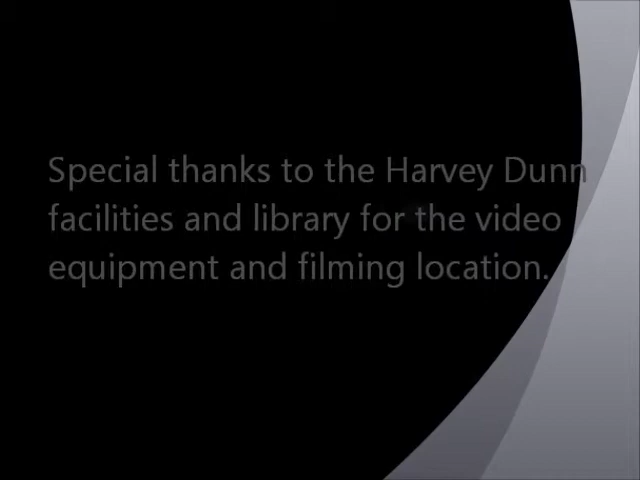 Special thanks to the Harvey Dunn
facilities and library for the video
equipment and filming location.